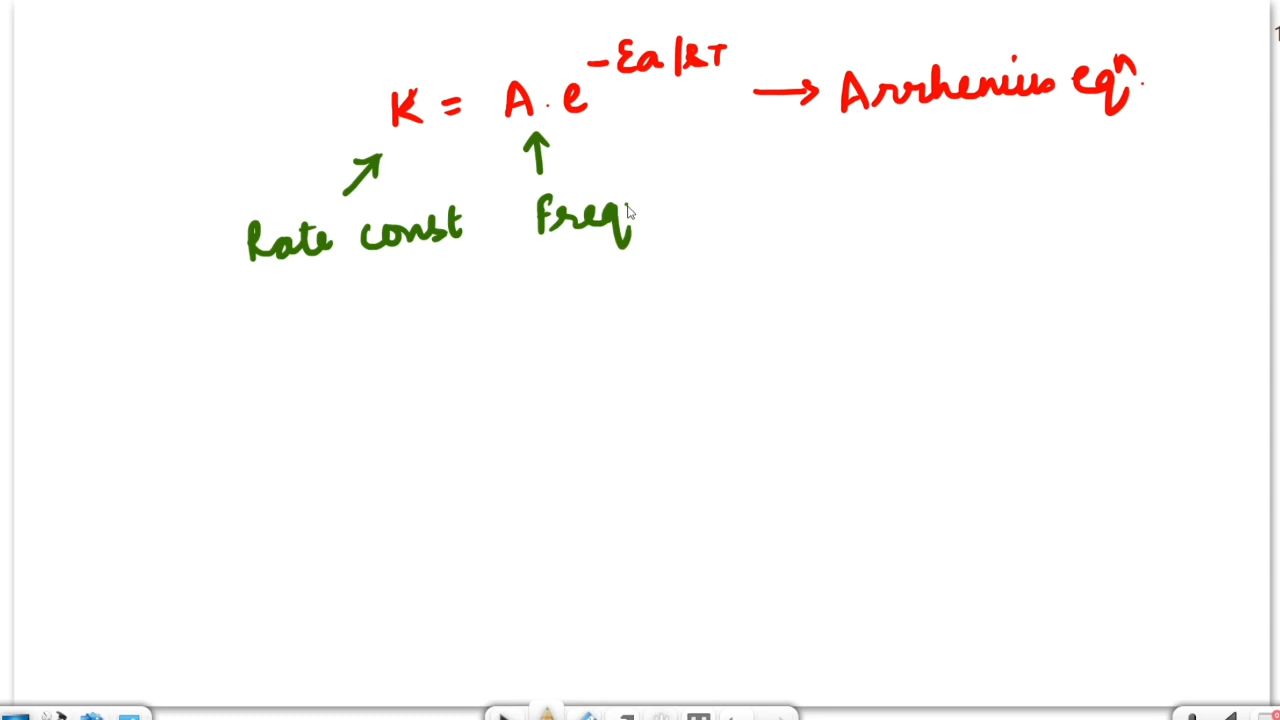 K = A · e^-Ea/RT → Arrhenius eqⁿ.
Rate const Freq